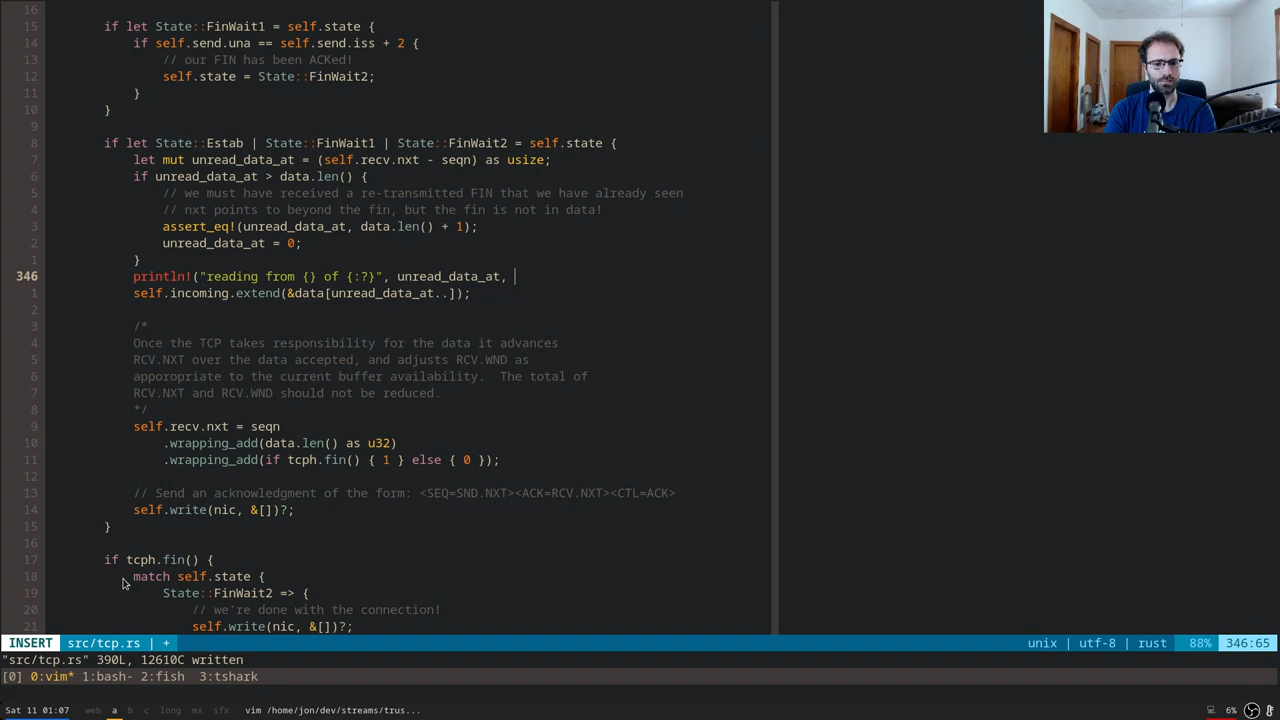 16
15 if let State::FinWait1 = self.state {
14 if self.send.una == self.send.iss + 2 {
13 // our FIN has been ACKed!
12 self.state = State::FinWait2;
11 }
10 }
9
8 if let State::Estab | State::FinWait1 | State::FinWait2 = self.state {
7 let mut unread_data_at = (self.recv.nxt - seqn) as usize;
6 if unread_data_at > data.len() {
5 // we must have received a re-transmitted FIN that we have already seen
4 // nxt points to beyond the fin, but the fin is not in data!
3 assert_eq!(unread_data_at, data.len() + 1);
2 unread_data_at = 0;
1 }
346 println!("reading from {} of {:?}", unread_data_at,
1 self.incoming.extend(&data[unread_data_at..]);
2
3 /*
4 Once the TCP takes responsibility for the data it advances
5 RCV.NXT over the data accepted, and adjusts RCV.WND as
6 apporopriate to the current buffer availability. The total of
7 RCV.NXT and RCV.WND should not be reduced.
8 */
9 self.recv.nxt = seqn
10 .wrapping_add(data.len() as u32)
11 .wrapping_add(if tcph.fin() { 1 } else { 0 });
12
13 // Send an acknowledgment of the form: <SEQ=SND.NXT><ACK=RCV.NXT><CTL=ACK>
14 self.write(nic, &[])?;
15 }
16
17 if tcph.fin() {
18 match self.state {
19 State::FinWait2 => {
20 // we're done with the connection!
21 self.write(nic, &[])?;
INSERT src/tcp.rs | + unix | utf-8 | rust 88% 346:65
"src/tcp.rs" 390L, 12610C written
[0] 0:vim* 1:bash- 2:fish 3:tshark
Sat 11 01:07 web a b c long mx sfx vim /home/jon/dev/streams/trus... 6%